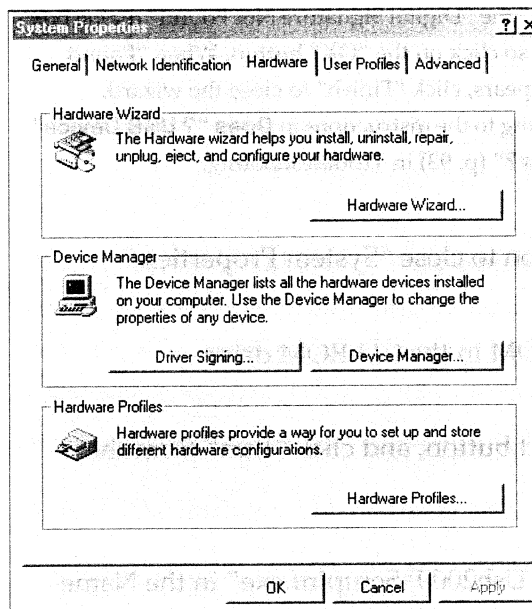 System Properties
General Network Identification Hardware User Profiles Advanced
Hardware Wizard
The Hardware wizard helps you install, uninstall, repair,
unplug, eject, and configure your hardware.
Hardware Wizard...
Device Manager
The Device Manager lists all the hardware devices installed
on your computer. Use the Device Manager to change the
properties of any device.
Driver Signing... Device Manager...
Hardware Profiles
Hardware profiles provide a way for you to set up and store
different hardware configurations.
Hardware Profiles...
OK Cancel Apply